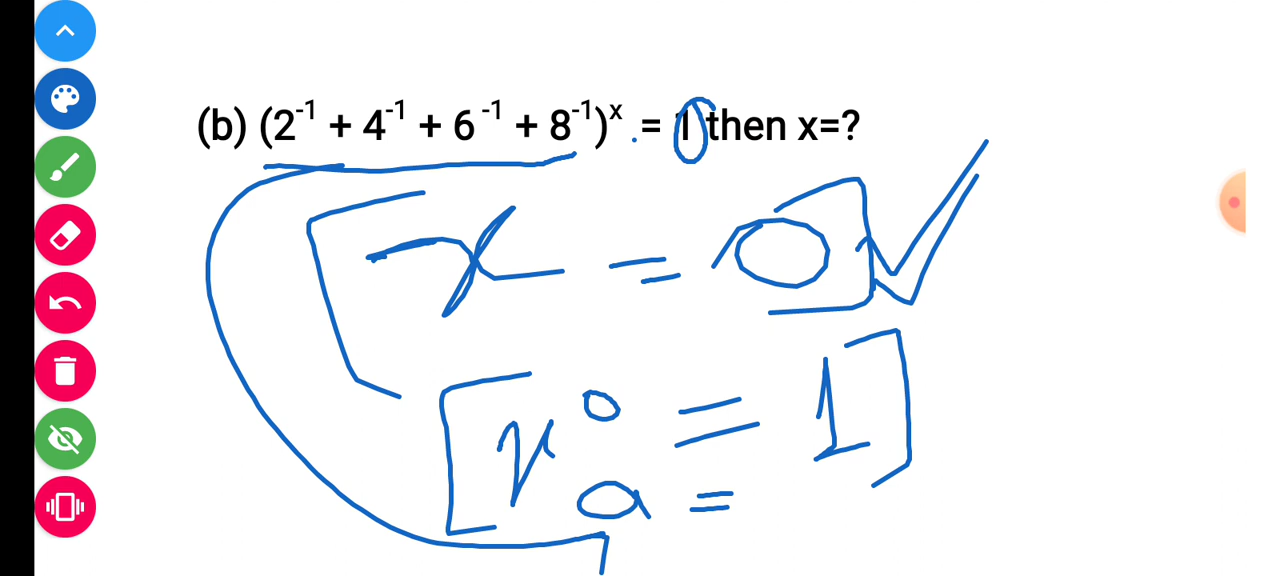 (b) (2⁻¹ + 4⁻¹ + 6⁻¹ + 8⁻¹)ˣ . = 1 then x=?
x = 0
x⁰ = 1
a =